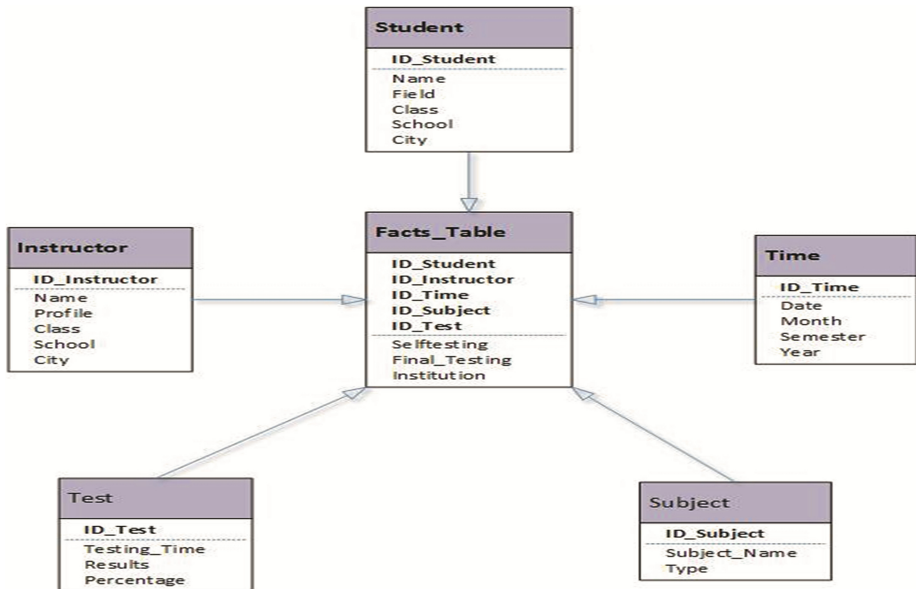 Student
ID_Student
Name
Field
Class
School
City
Instructor
ID_Instructor
Name
Profile
Class
School
City
Facts_Table
ID_Student
ID_Instructor
ID_Time
ID_Subject
ID_Test
Selftesting
Final_Testing
Institution
Time
ID_Time
Date
Month
Semester
Year
Test
ID_Test
Testing_Time
Results
Percentage
Subject
ID_Subject
Subject_Name
Type